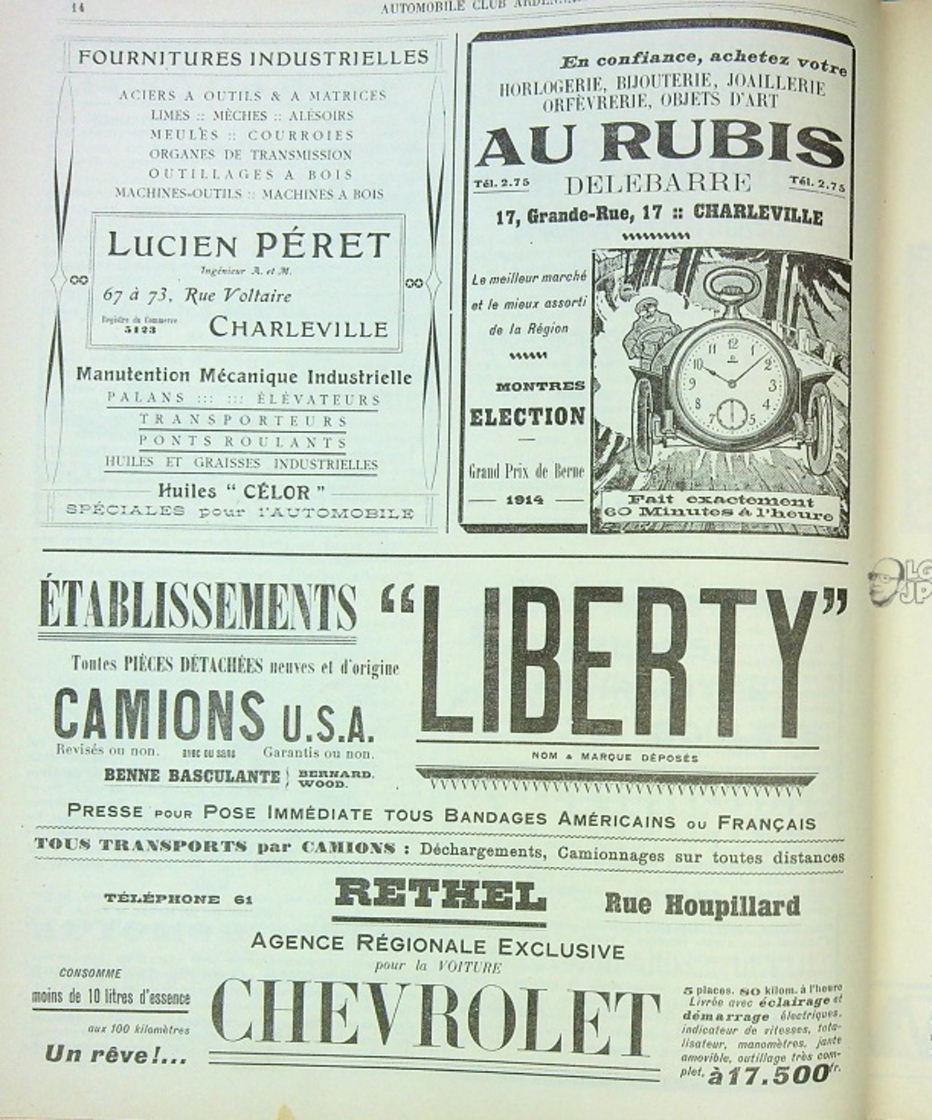 14
AUTOMOBILE CLUB
FOURNITURES INDUSTRIELLES
ACIERS A OUTILS & A MATRICES
LIMES :: MÈCHES :: ALÉSOIRS
MEULES :: COURROIES
ORGANES DE TRANSMISSION
OUTILLAGES A BOIS
MACHINES-OUTILS :: MACHINES A BOIS
LUCIEN PÉRET
Ingénieur A. et M.
67 à 73, Rue Voltaire
Registre du Commerce
5123
CHARLEVILLE
Manutention Mécanique Industrielle
PALANS ::: ::: ÉLÉVATEURS
TRANSPORTEURS
PONTS ROULANTS
HUILES ET GRAISSES INDUSTRIELLES
Huiles “ CÉLOR ”
SPÉCIALES pour l'AUTOMOBILE
En confiance, achetez votre
HORLOGERIE, BIJOUTERIE, JOAILLERIE
ORFÈVRERIE, OBJETS D'ART
AU RUBIS
Tél. 2.75 DELEBARRE Tél. 2.75
17, Grande-Rue, 17 :: CHARLEVILLE
Le meilleur marché
et le mieux assorti
de la Région
MONTRES
ELECTION
Grand Prix de Berne
1914
Fait exactement
60 Minutes à l'heure
ÉTABLISSEMENTS “LIBERTY”
Toutes PIÈCES DÉTACHÉES neuves et d'origine
CAMIONS U.S.A.
Revisés ou non. avec ou sans Garantis ou non.
NOM & MARQUE DÉPOSÉS
BENNE BASCULANTE BERNARD.
WOOD.
PRESSE POUR POSE IMMÉDIATE TOUS BANDAGES AMÉRICAINS OU FRANÇAIS
TOUS TRANSPORTS par CAMIONS : Déchargements, Camionnages sur toutes distances
TÉLÉPHONE 61 RETHEL Rue Houpillard
AGENCE RÉGIONALE EXCLUSIVE
pour la VOITURE
CHEVROLET
CONSOMME
moins de 10 litres d'essence
aux 100 kilomètres
Un rêve!...
5 places. 80 kilom. à l'heure
Livrée avec éclairage et
démarrage électriques,
indicateur de vitesses, tota-
lisateur, manomètres, jante
amovible, outillage très com-
plet, à 17.500 fr.
LG
JP